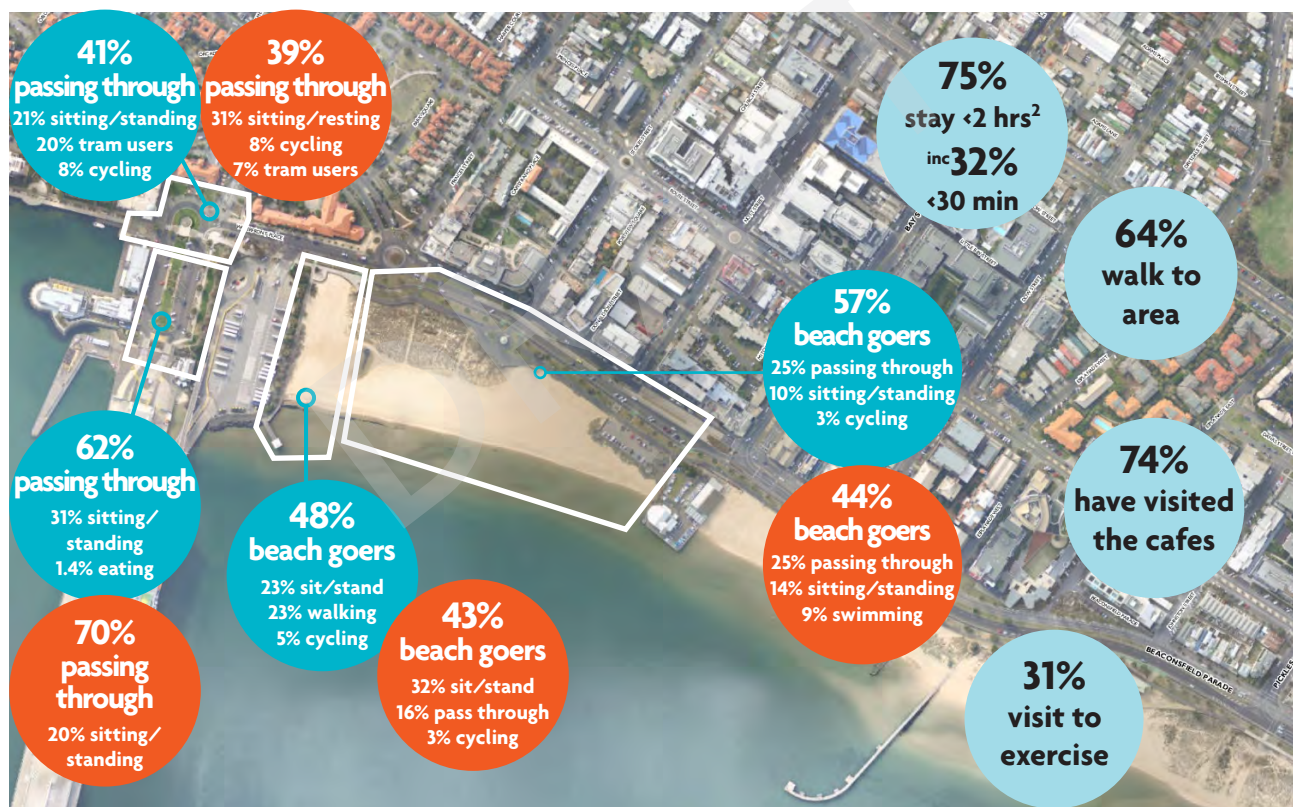 41%
passing through
21% sitting/standing
20% tram users
8% cycling
39%
passing through
31% sitting/resting
8% cycling
7% tram users
75%
stay <2 hrs²
inc 32%
<30 min
64%
walk to
area
57%
beach goers
25% passing through
10% sitting/standing
3% cycling
62%
passing through
31% sitting/
standing
1.4% eating
48%
beach goers
23% sit/stand
23% walking
5% cycling
44%
beach goers
25% passing through
14% sitting/standing
9% swimming
74%
have visited
the cafes
70%
passing
through
20% sitting/
standing
43%
beach goers
32% sit/stand
16% pass through
3% cycling
31%
visit to
exercise
BEACONSFIELD PARADE
PICKLES
BAY S